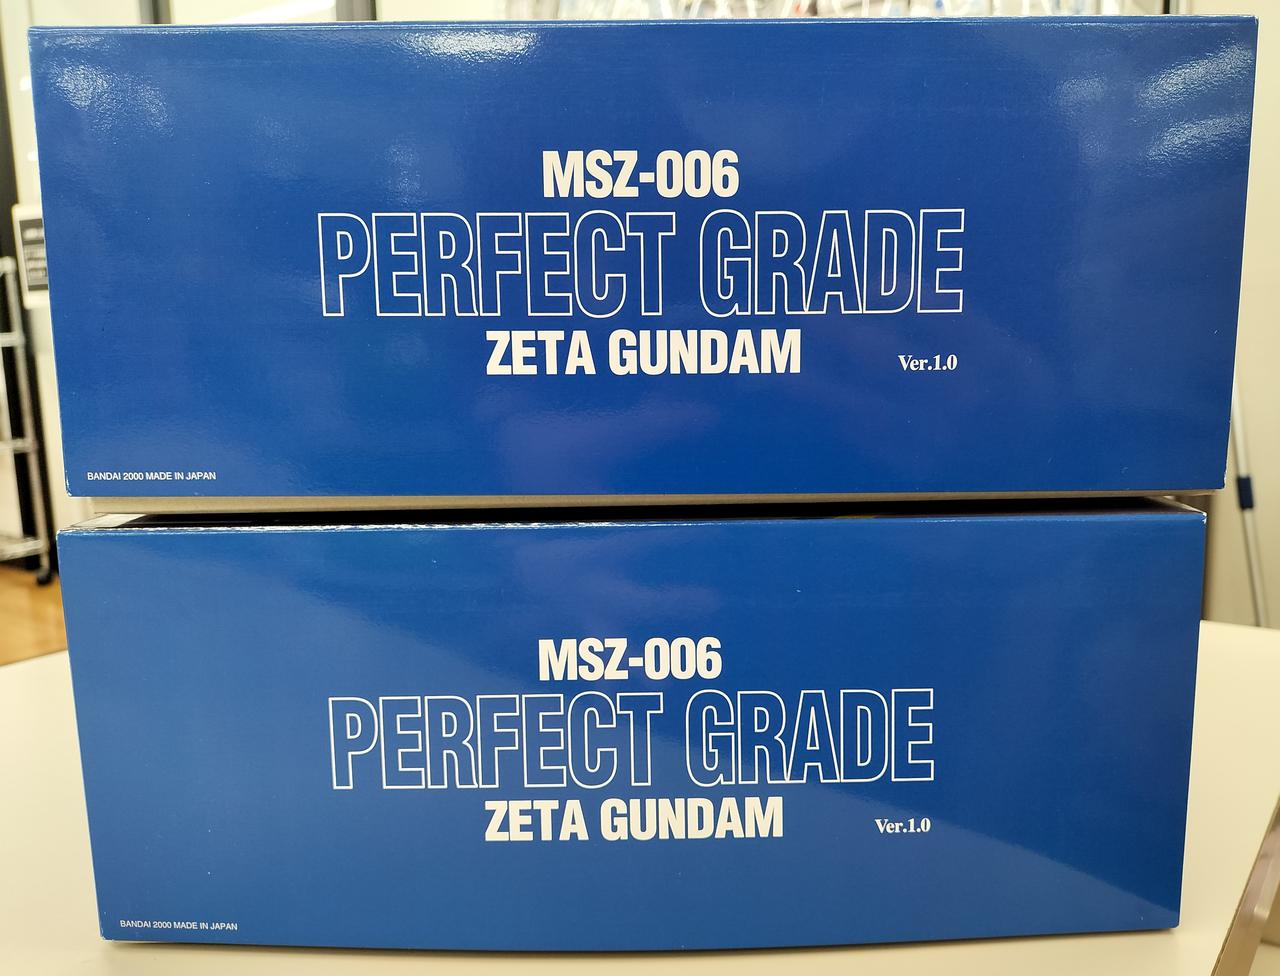 MSZ-006
PERFECT GRADE
ZETA GUNDAM
Ver.1.0
BANDAI 2000 MADE IN JAPAN
MSZ-006
PERFECT GRADE
ZETA GUNDAM
Ver.1.0
BANDAI 2000 MADE IN JAPAN